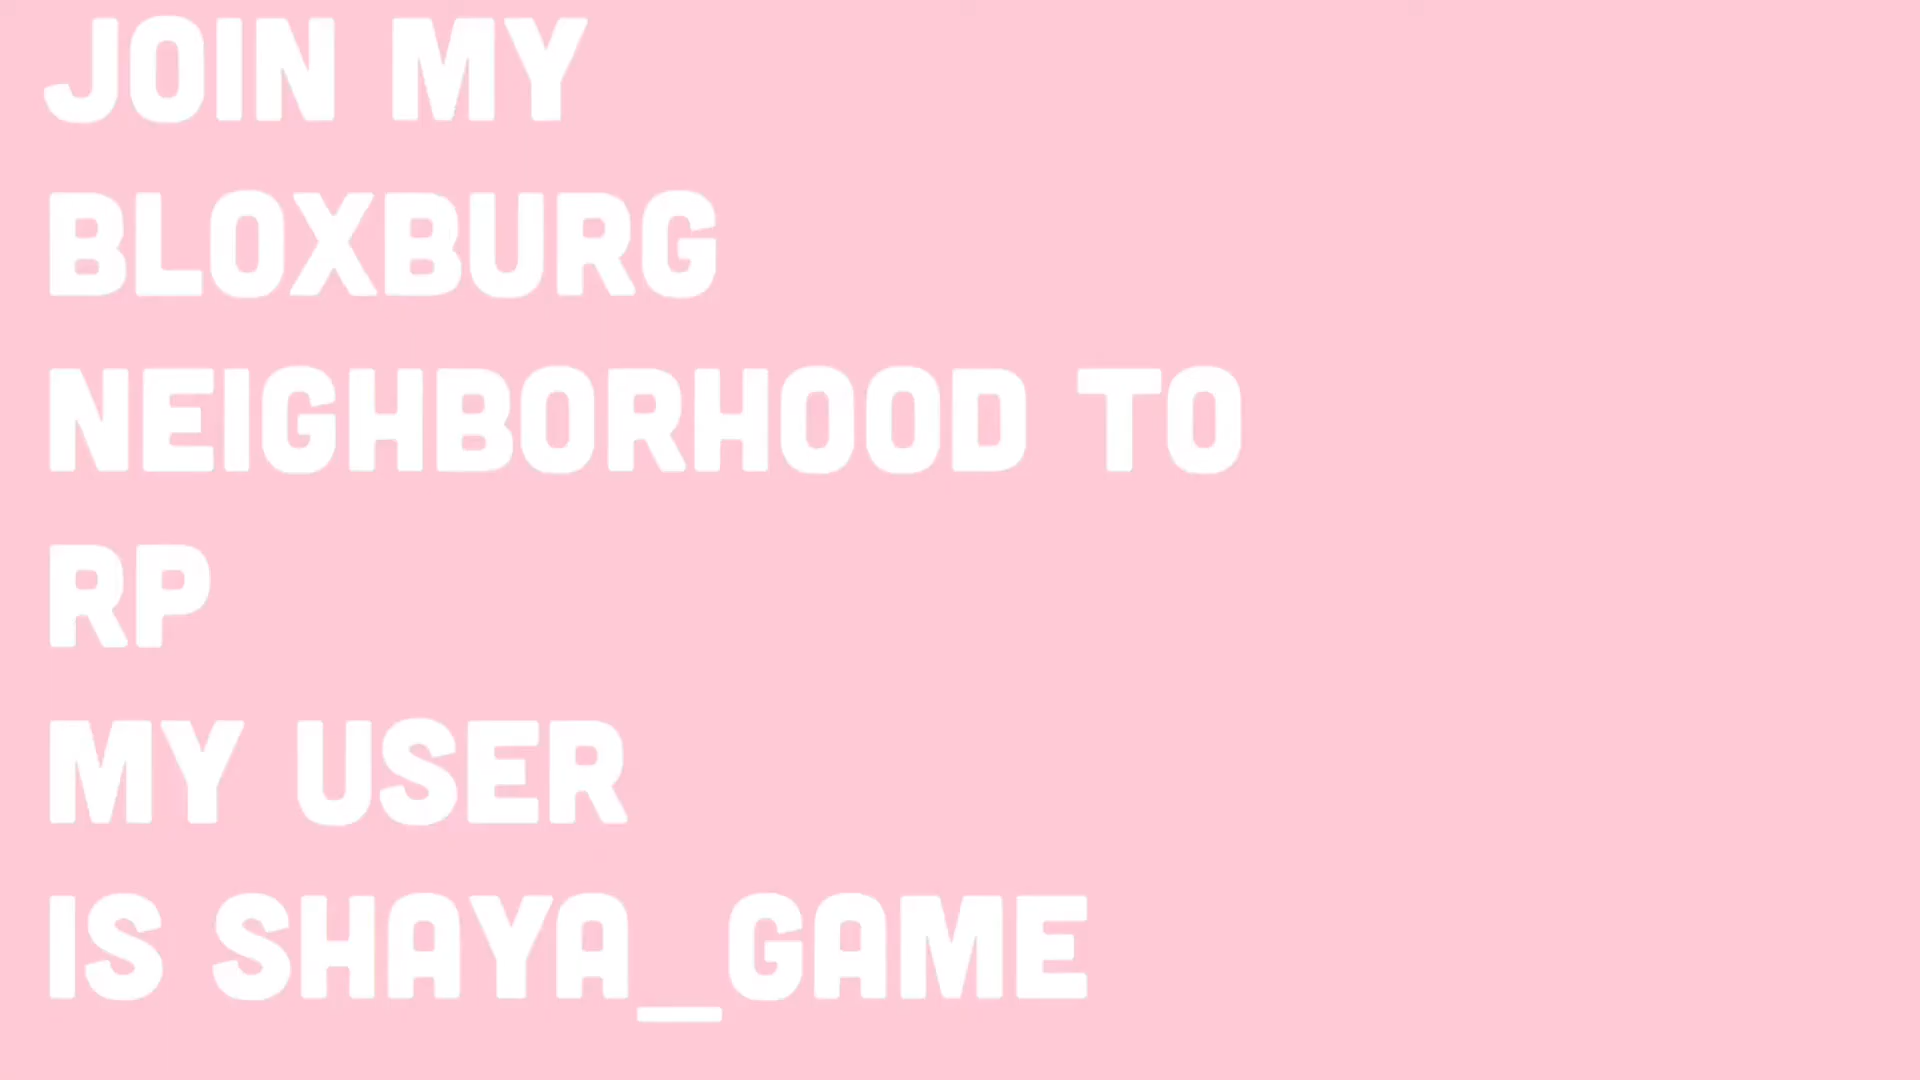 JOIN MY
BLOXBURG
NEIGHBORHOOD TO
RP
MY USER
IS SHAYA_GAME